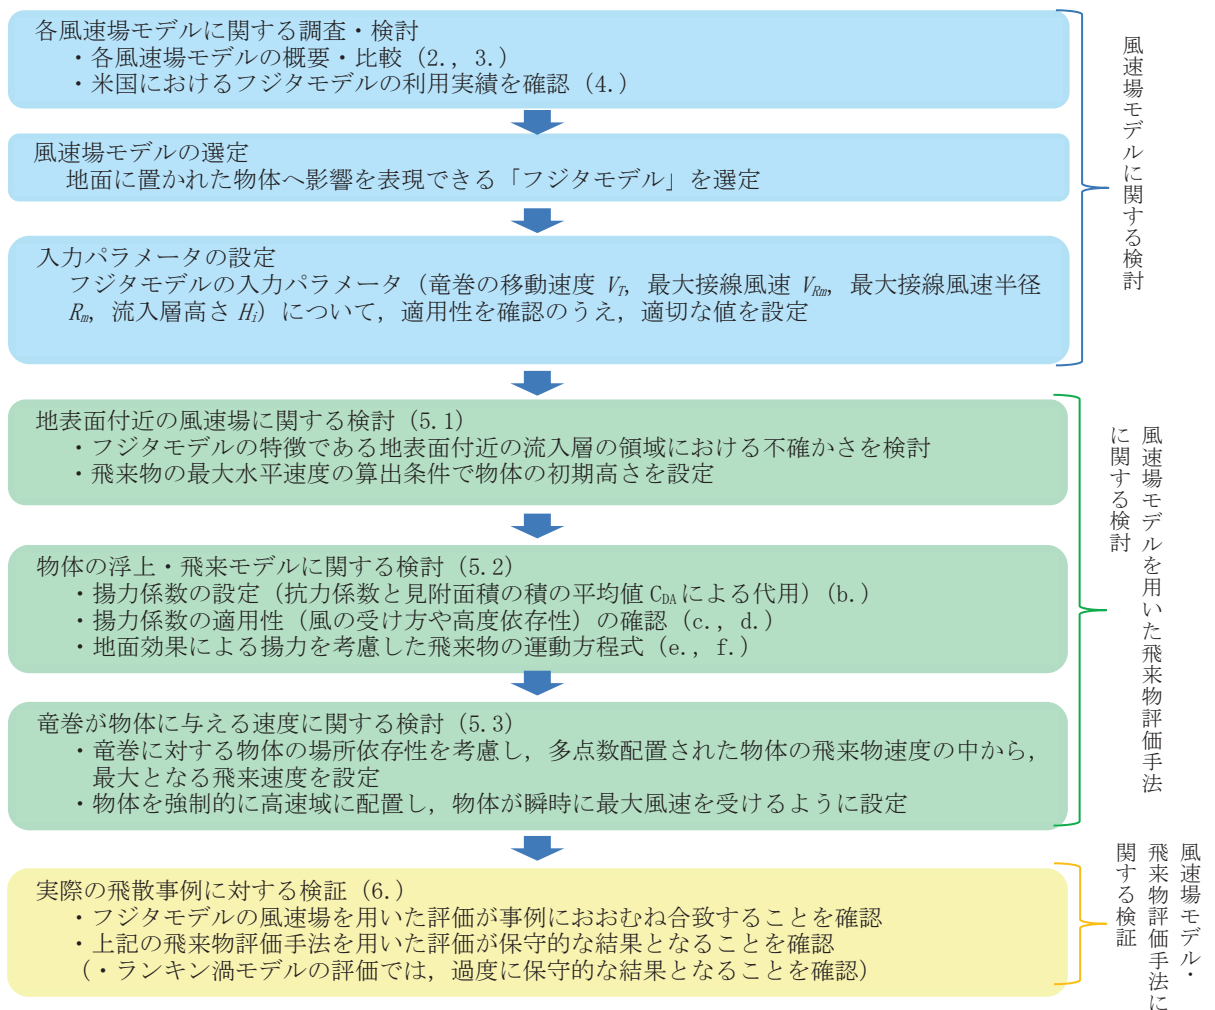 各風速場モデルに関する調査・検討
・各風速場モデルの概要・比較（2., 3.）
・米国におけるフジタモデルの利用実績を確認（4.）
風速場モデルの選定
地面に置かれた物体へ影響を表現できる「フジタモデル」を選定
入力パラメータの設定
フジタモデルの入力パラメータ（竜巻の移動速度 VT, 最大接線風速 VRm, 最大接線風速半径
Rm, 流入層高さ Hi）について，適用性を確認のうえ，適切な値を設定
風速場モデルに関する検討
地表面付近の風速場に関する検討（5.1）
・フジタモデルの特徴である地表面付近の流入層の領域における不確かさを検討
・飛来物の最大水平速度の算出条件で物体の初期高さを設定
物体の浮上・飛来モデルに関する検討（5.2）
・揚力係数の設定（抗力係数と見附面積の積の平均値 CDA による代用）（b.）
・揚力係数の適用性（風の受け方や高度依存性）の確認（c., d.）
・地面効果による揚力を考慮した飛来物の運動方程式（e., f.）
竜巻が物体に与える速度に関する検討（5.3）
・竜巻に対する物体の場所依存性を考慮し，多点数配置された物体の飛来物速度の中から，
最大となる飛来速度を設定
・物体を強制的に高速域に配置し，物体が瞬時に最大風速を受けるように設定
風速場モデルを用いた飛来物評価手法
に関する検討
実際の飛散事例に対する検証（6.）
・フジタモデルの風速場を用いた評価が事例におおむね合致することを確認
・上記の飛来物評価手法を用いた評価が保守的な結果となることを確認
（・ランキン渦モデルの評価では，過度に保守的な結果となることを確認）
風速場モデル・
飛来物評価手法に
関する検証